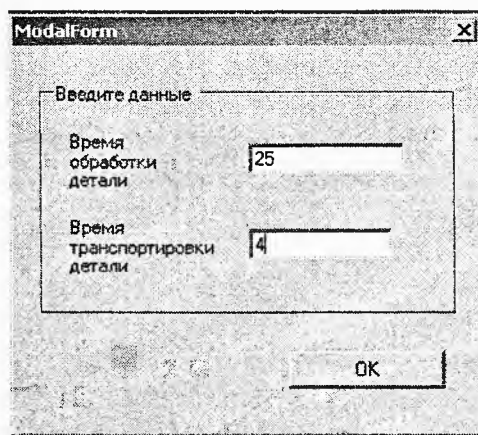 ModalForm
Введите данные
Время
обработки
детали
25
Время
транспортировки
детали
4
OK